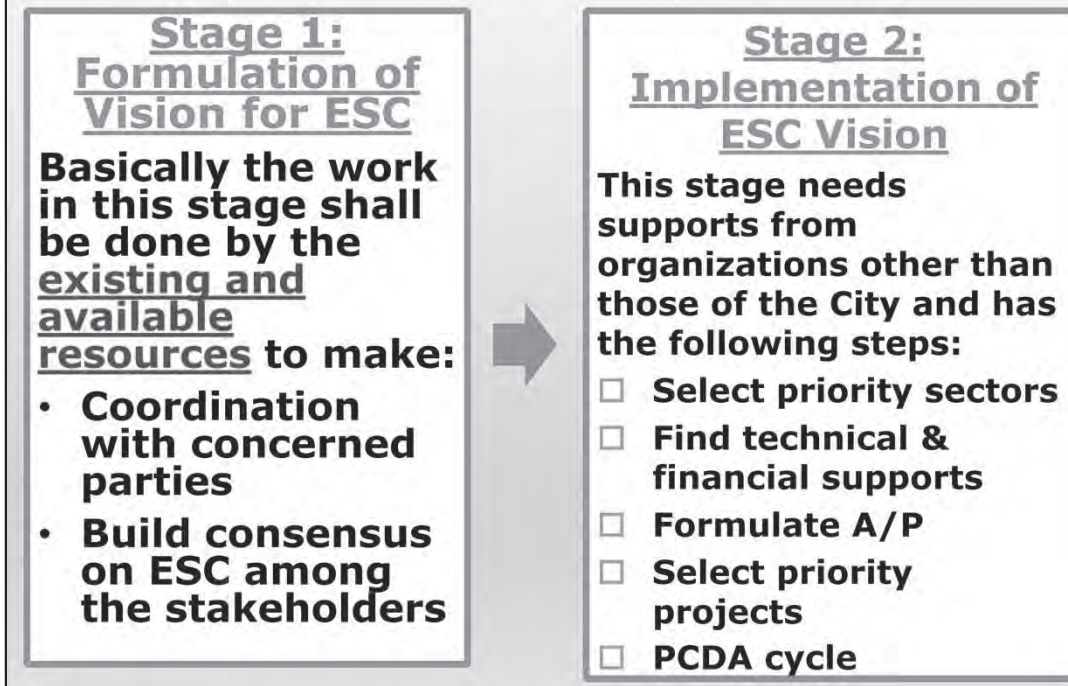 Stage 1:
Formulation of
Vision for ESC
Basically the work
in this stage shall
be done by the
existing and
available
resources to make:
• Coordination
with concerned
parties
• Build consensus
on ESC among
the stakeholders
Stage 2:
Implementation of
ESC Vision
This stage needs
supports from
organizations other than
those of the City and has
the following steps:
☐ Select priority sectors
☐ Find technical &
financial supports
☐ Formulate A/P
☐ Select priority
projects
☐ PCDA cycle